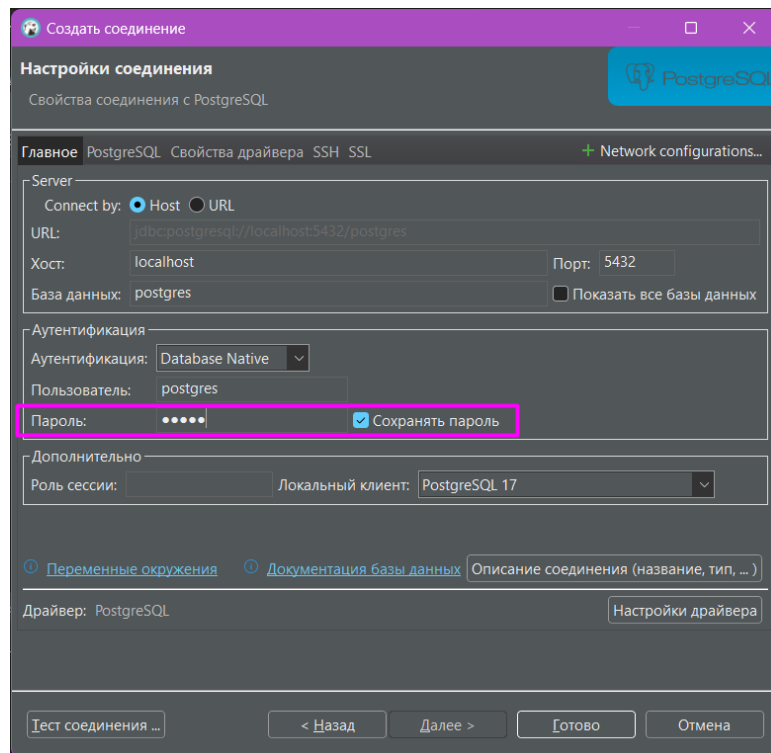 Создать соединение
Настройки соединения
Свойства соединения с PostgreSQL
PostgreSQL
Главное PostgreSQL Свойства драйвера SSH SSL + Network configurations...
Server
Connect by: Host URL
URL: jdbc:postgresql://localhost:5432/postgres
Хост: localhost Порт: 5432
База данных: postgres Показать все базы данных
Аутентификация
Аутентификация: Database Native
Пользователь: postgres
Пароль: ••••• Сохранять пароль
Дополнительно
Роль сессии: Локальный клиент: PostgreSQL 17
Переменные окружения Документация базы данных Описание соединения (название, тип, ... )
Драйвер: PostgreSQL Настройки драйвера
Тест соединения ... < Назад Далее > Готово Отмена